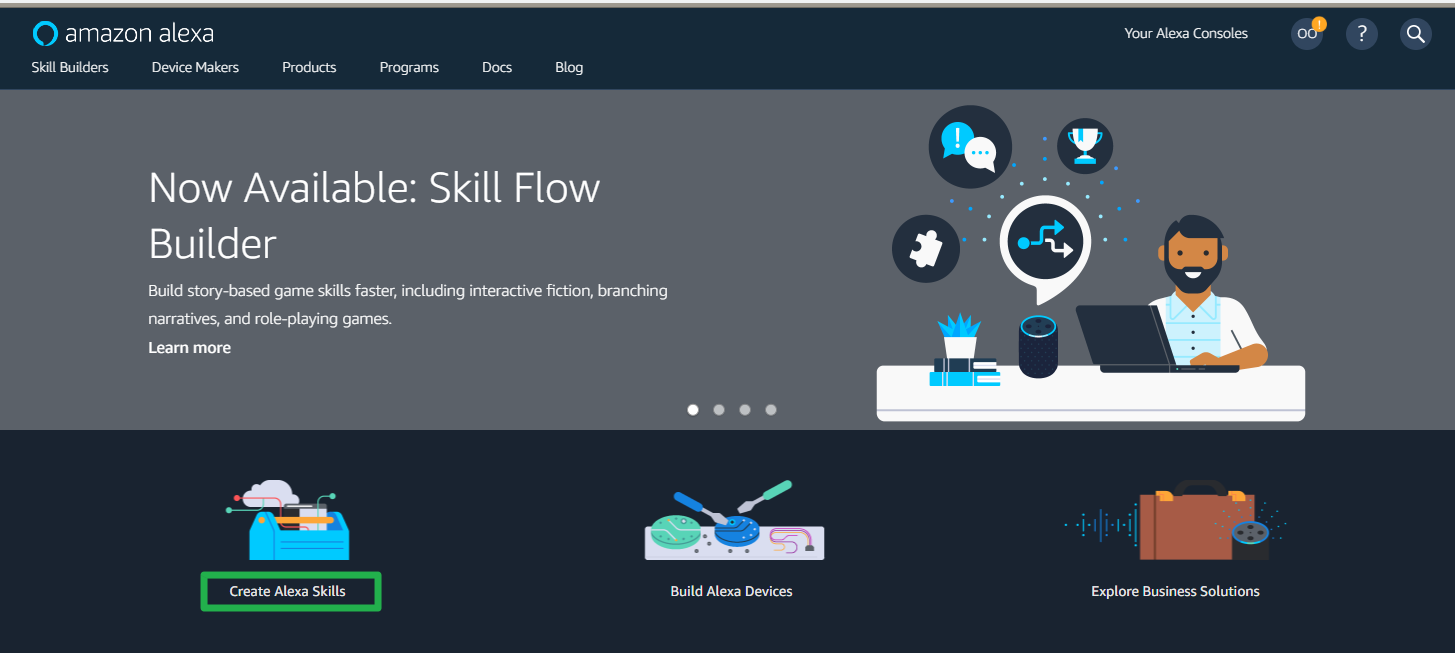 amazon alexa
Your Alexa Consoles
OO
!
?
Skill Builders
Device Makers
Products
Programs
Docs
Blog
Now Available: Skill Flow
Builder
Build story-based game skills faster, including interactive fiction, branching
narratives, and role-playing games.
Learn more
!
Create Alexa Skills
Build Alexa Devices
Explore Business Solutions